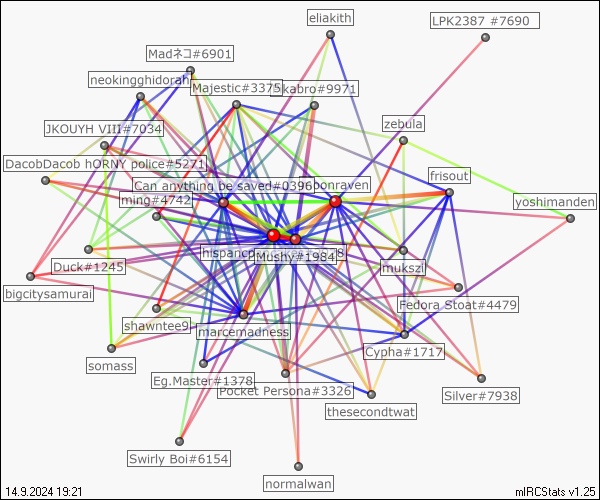 eliakith
LPK2387 #7690
Madネコ#6901
neokingghidorah
Majestic#3375
kabro#9971
zebula
JKOUYH VIII#7034
DacobDacob hORNY police#5271
frisout
Can anything be saved#0396
bonraven
ming#4742
yoshimanden
hispancp
Mushy#1984
8
mukszi
Duck#1245
bigcitysamurai
Fedora Stoat#4479
shawntee9
marcemadness
Cypha#1717
somass
Eg.Master#1378
Pocket Persona#3326
Silver#7938
thesecondtwat
Swirly Boi#6154
normalwan
14.9.2024 19:21
mIRCStats v1.25